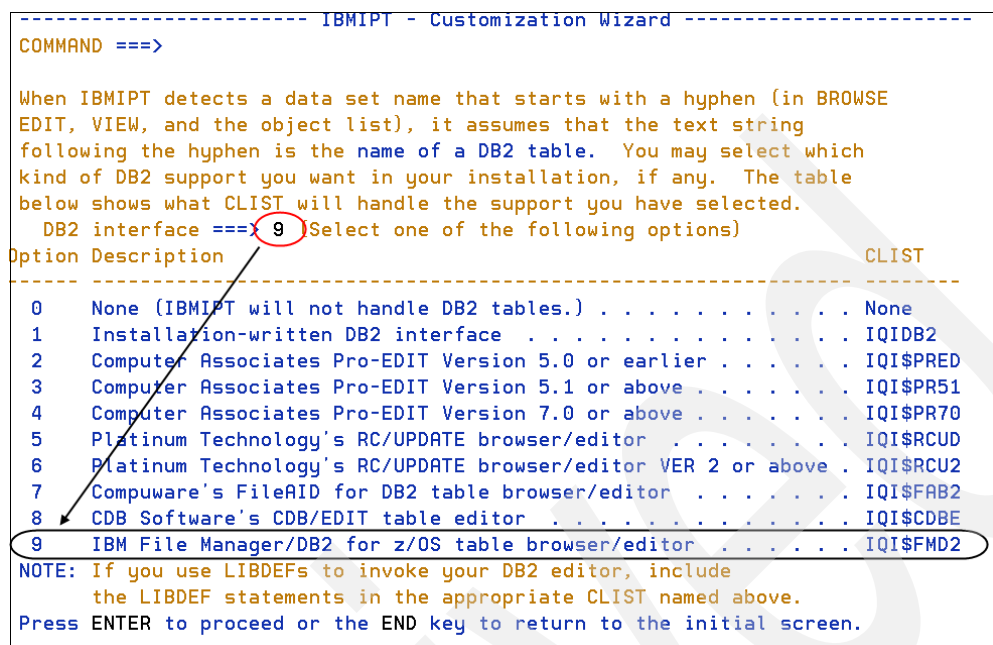 ------------------------ IBMIPT - Customization Wizard ------------------------
COMMAND ===>
When IBMIPT detects a data set name that starts with a hyphen (in BROWSE
EDIT, VIEW, and the object list), it assumes that the text string
following the hyphen is the name of a DB2 table.  You may select which
kind of DB2 support you want in your installation, if any.  The table
below shows what CLIST will handle the support you have selected.
DB2 interface ===> 9 (Select one of the following options)
Option Description CLIST
------ --------------------------------------------------------------- --------
0 None (IBMIPT will not handle DB2 tables.) . . . . . . . . . . . None
1 Installation-written DB2 interface  . . . . . . . . . . . . . . IQIDB2
2 Computer Associates Pro-EDIT Version 5.0 or earlier . . . . . . IQI$PRED
3 Computer Associates Pro-EDIT Version 5.1 or above . . . . . . . IQI$PR51
4 Computer Associates Pro-EDIT Version 7.0 or above . . . . . . . IQI$PR70
5 Platinum Technology's RC/UPDATE browser/editor  . . . . . . . . IQI$RCUD
6 Platinum Technology's RC/UPDATE browser/editor VER 2 or above . IQI$RCU2
7 Compuware's FileAID for DB2 table browser/editor  . . . . . . . IQI$FAB2
8 CDB Software's CDB/EDIT table editor  . . . . . . . . . . . . . IQI$CDBE
9 IBM File Manager/DB2 for z/OS table browser/editor  . . . . . . IQI$FMD2
NOTE: If you use LIBDEFs to invoke your DB2 editor, include
the LIBDEF statements in the appropriate CLIST named above.
Press ENTER to proceed or the END key to return to the initial screen.